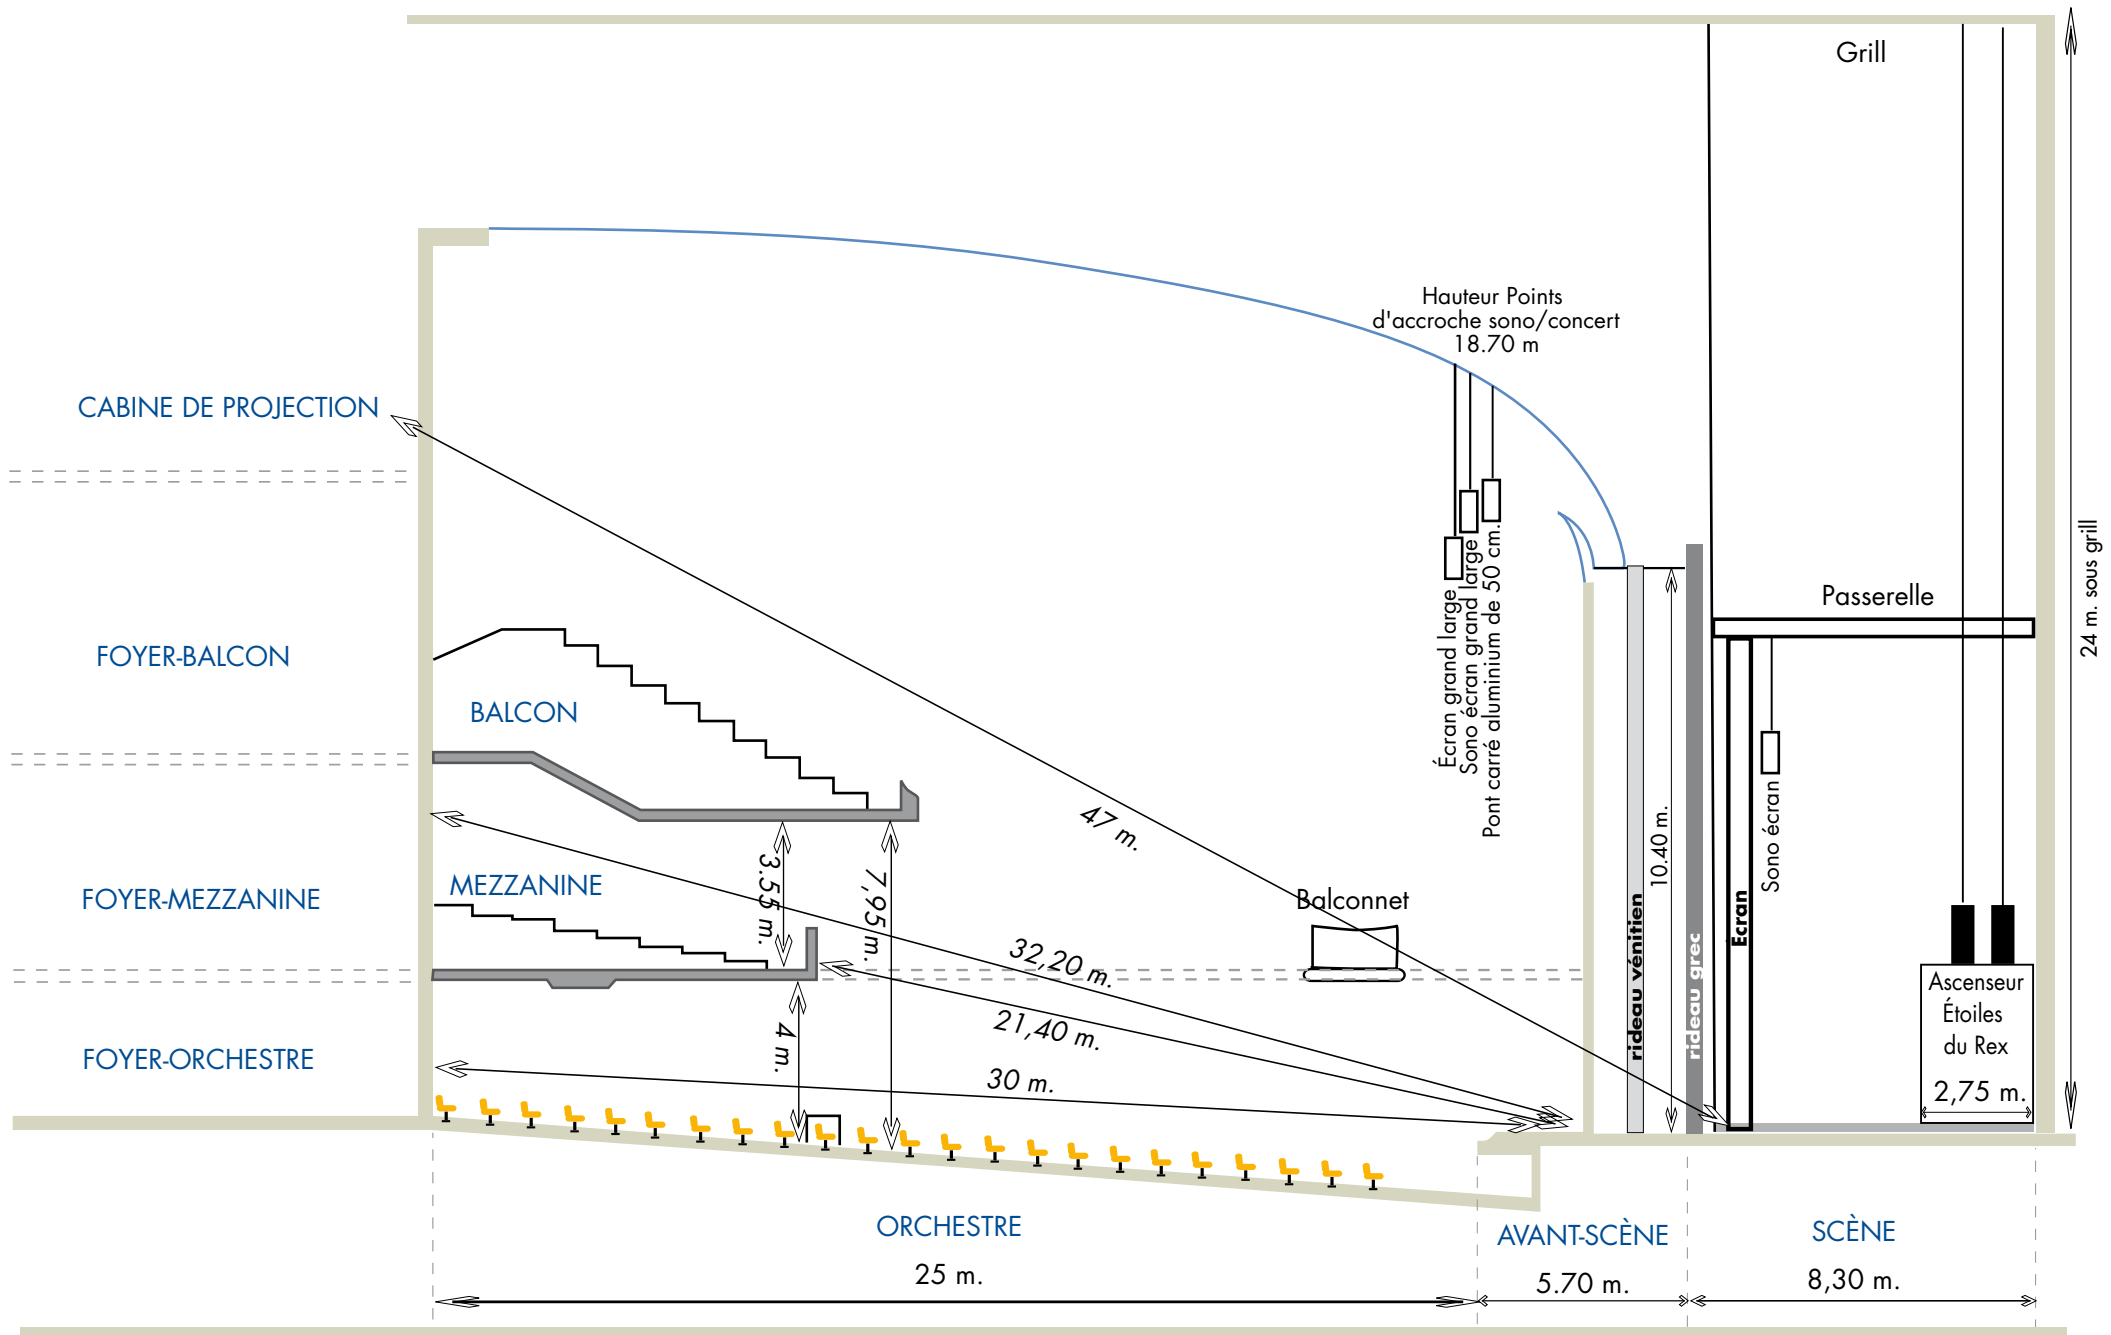 Grill
Hauteur Points
d'accroche sono/concert
18.70 m
CABINE DE PROJECTION
24 m. sous grill
Passerelle
FOYER-BALCON
BALCON
Écran grand large
Sono écran grand large
Pont carré aluminium de 50 cm.
47 m.
10.40 m.
Sono écran
FOYER-MEZZANINE
MEZZANINE
3.55 m.
7,95 m.
Balconnet
rideau vénitien
rideau grec
Écran
32,20 m.
21,40 m.
Ascenseur
Étoiles
du Rex
2,75 m.
FOYER-ORCHESTRE
4 m.
30 m.
ORCHESTRE
25 m.
AVANT-SCÈNE
5.70 m.
SCÈNE
8,30 m.